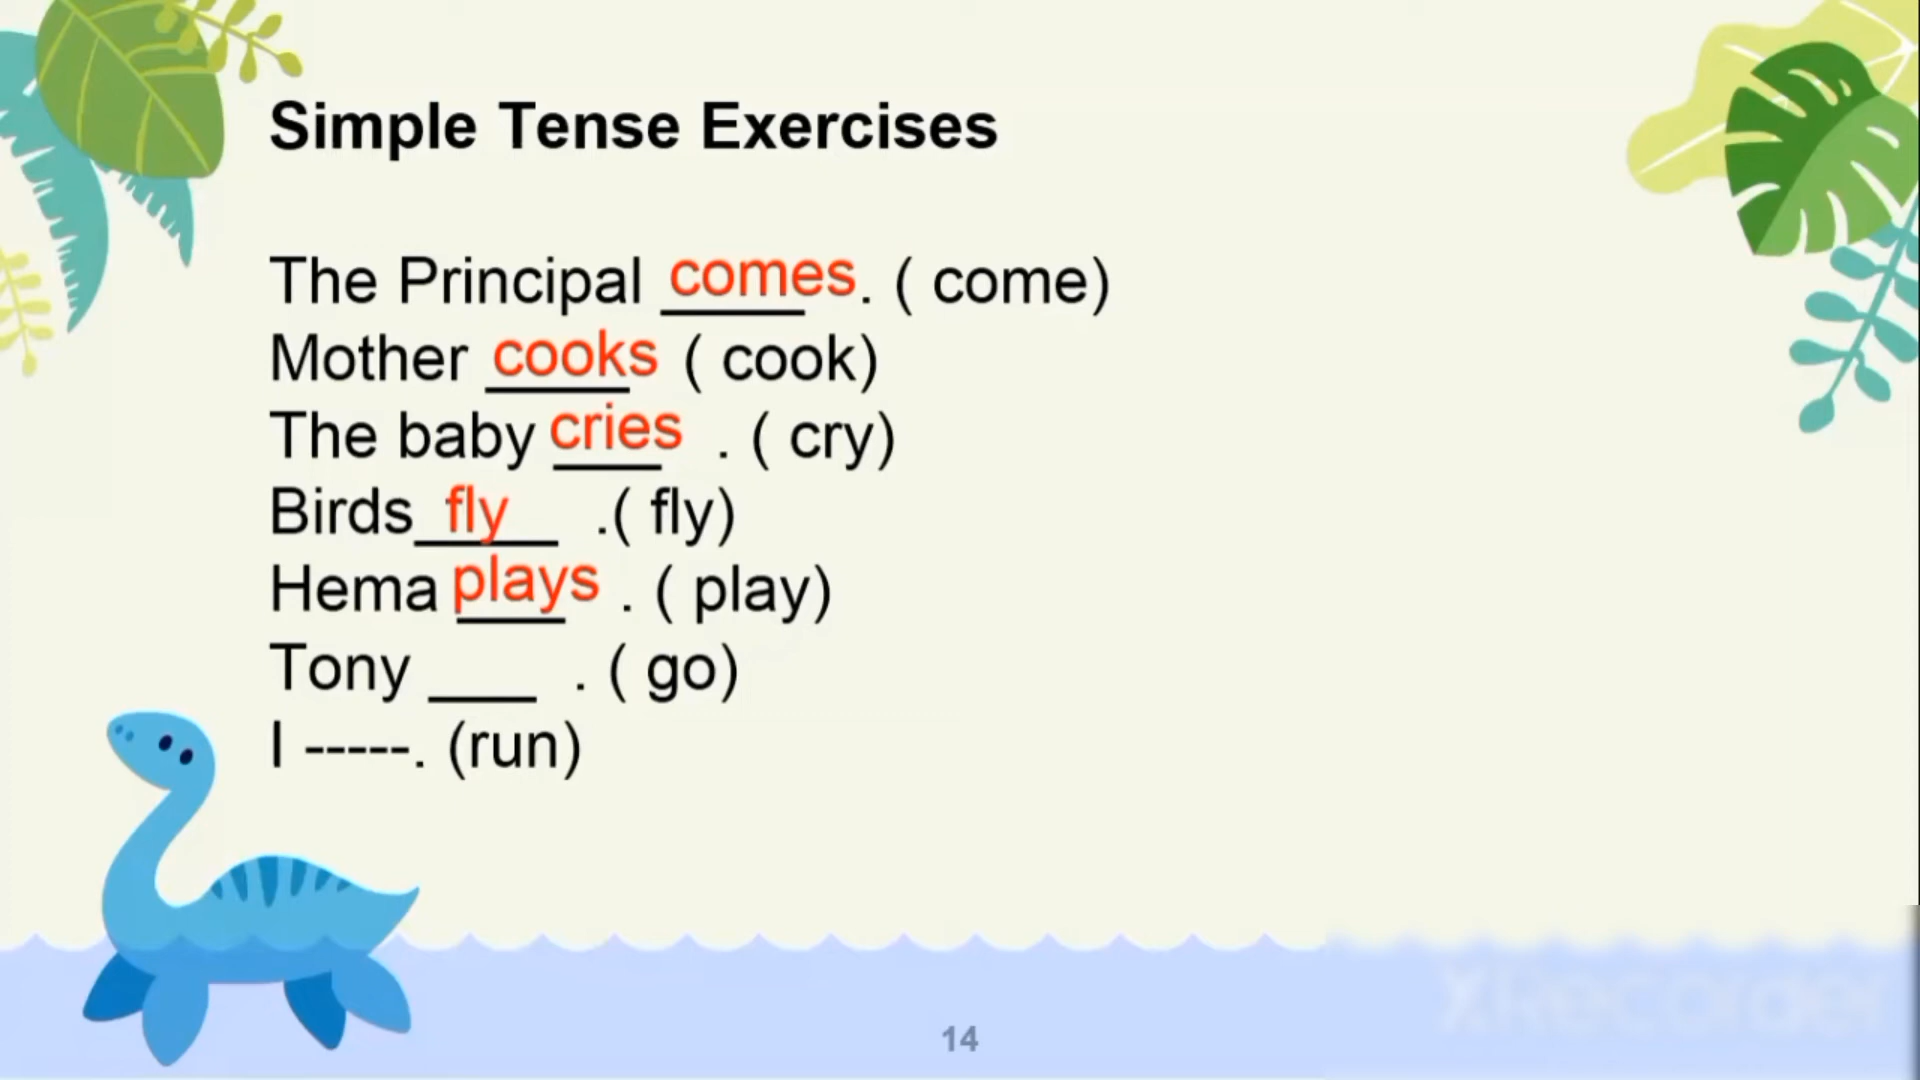 Simple Tense Exercises
The Principal comes. ( come)
Mother cooks ( cook)
The baby cries . ( cry)
Birds fly .( fly)
Hema plays . ( play)
Tony ___ . ( go)
I -----. (run)
14
XRecorder